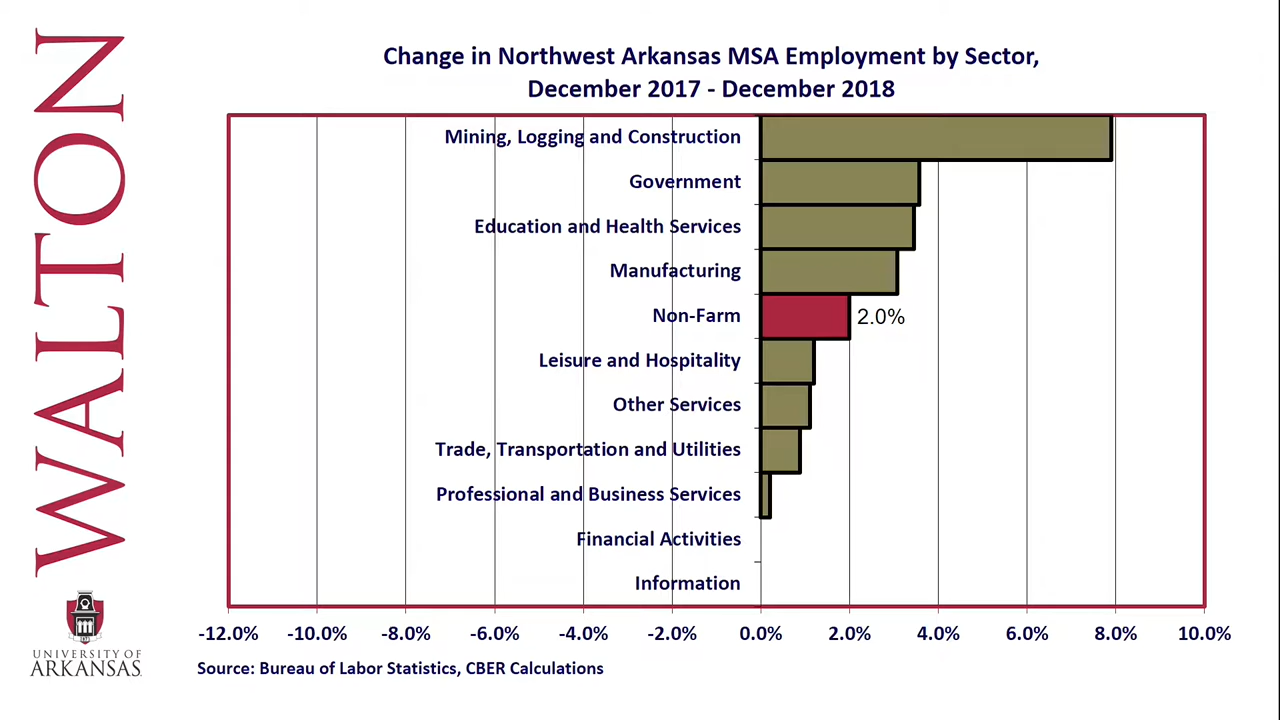 WALTON
UNIVERSITY OF
ARKANSAS
Change in Northwest Arkansas MSA Employment by Sector,
December 2017 - December 2018
Mining, Logging and Construction
Government
Education and Health Services
Manufacturing
Non-Farm 2.0%
Leisure and Hospitality
Other Services
Trade, Transportation and Utilities
Professional and Business Services
Financial Activities
Information
-12.0% -10.0% -8.0% -6.0% -4.0% -2.0% 0.0% 2.0% 4.0% 6.0% 8.0% 10.0%
Source: Bureau of Labor Statistics, CBER Calculations